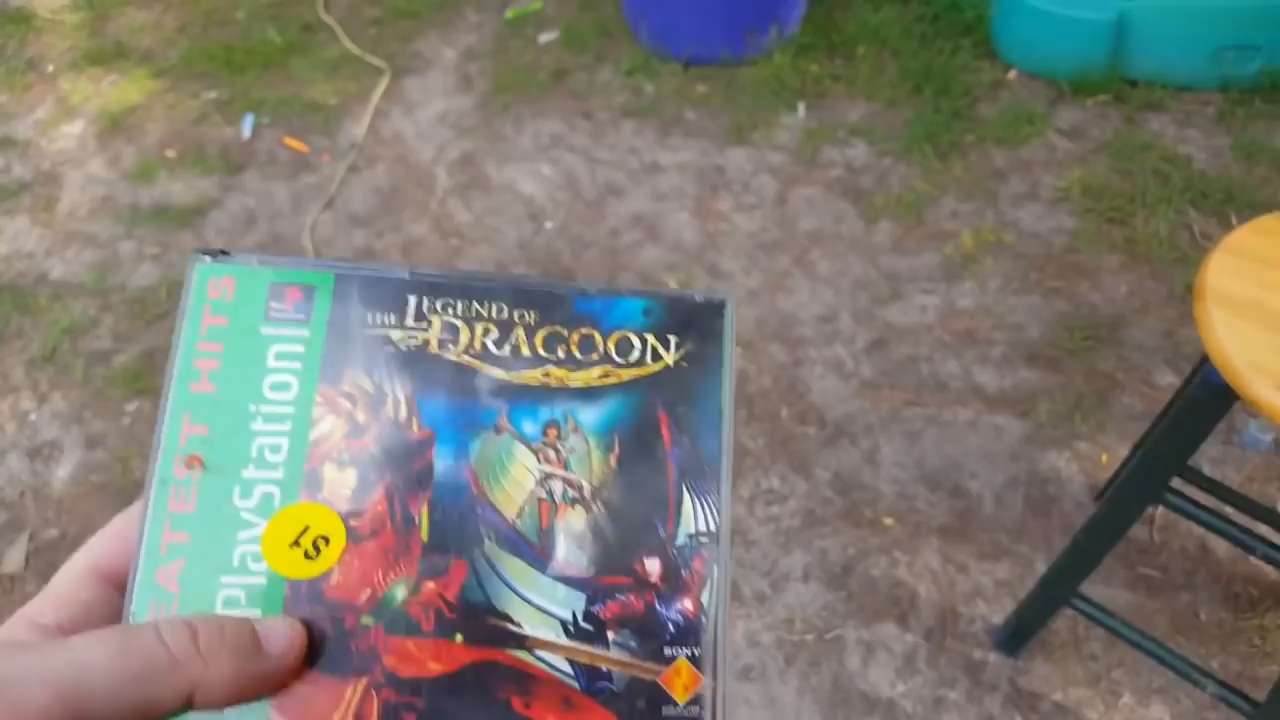 THE LEGEND OF
DRAGOON
EATEST HITS
PlayStation
$1
SONY